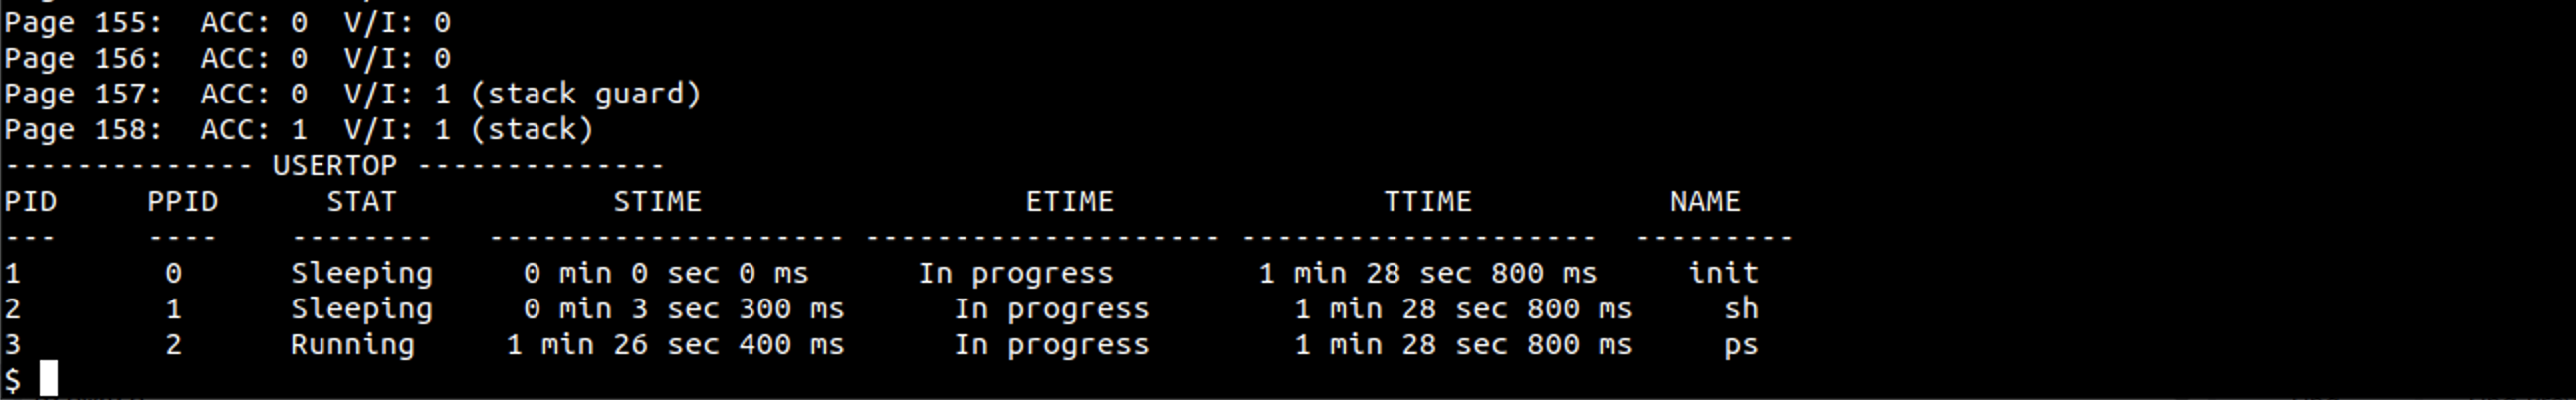 Page 155:  ACC: 0  V/I: 0
Page 156:  ACC: 0  V/I: 0
Page 157:  ACC: 0  V/I: 1 (stack guard)
Page 158:  ACC: 1  V/I: 1 (stack)
-------------- USERTOP --------------
PID     PPID      STAT            STIME                  ETIME               TTIME           NAME
---     ----    --------   -------------------- -------------------- --------------------  ---------
1        0      Sleeping     0 min 0 sec 0 ms      In progress        1 min 28 sec 800 ms     init
2        1      Sleeping     0 min 3 sec 300 ms      In progress        1 min 28 sec 800 ms     sh
3        2      Running     1 min 26 sec 400 ms      In progress        1 min 28 sec 800 ms     ps
$